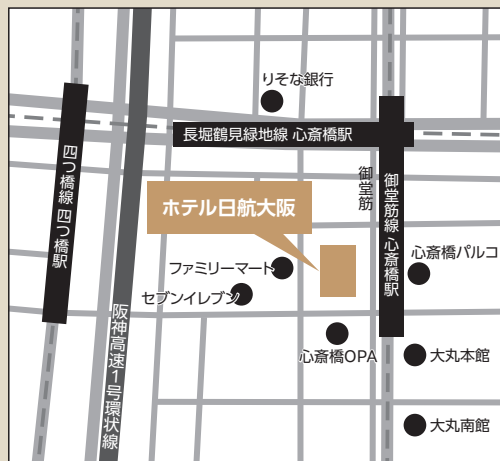 りそな銀行
長堀鶴見緑地線 心斎橋駅
四つ橋線 四つ橋駅
御堂筋
御堂筋線 心斎橋駅
ホテル日航大阪
心斎橋パルコ
ファミリーマート
セブンイレブン
阪神高速1号環状線
心斎橋OPA
大丸本館
大丸南館